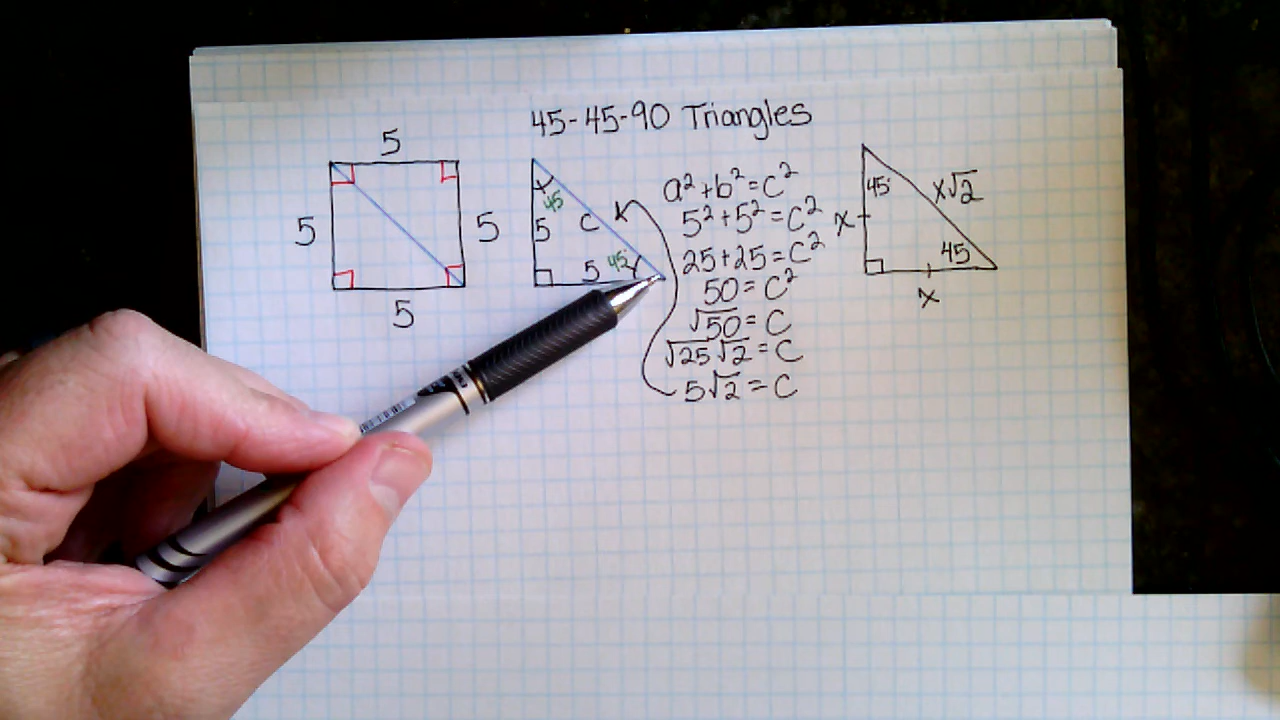 45-45-90 Triangles
5
5
5
5
45
5
C
5
45°
a²+b²=c²
5²+5²=C²
25+25=C²
50=C²
√50=C
√25√2=C
5√2=C
45°
x√2
x
45
x